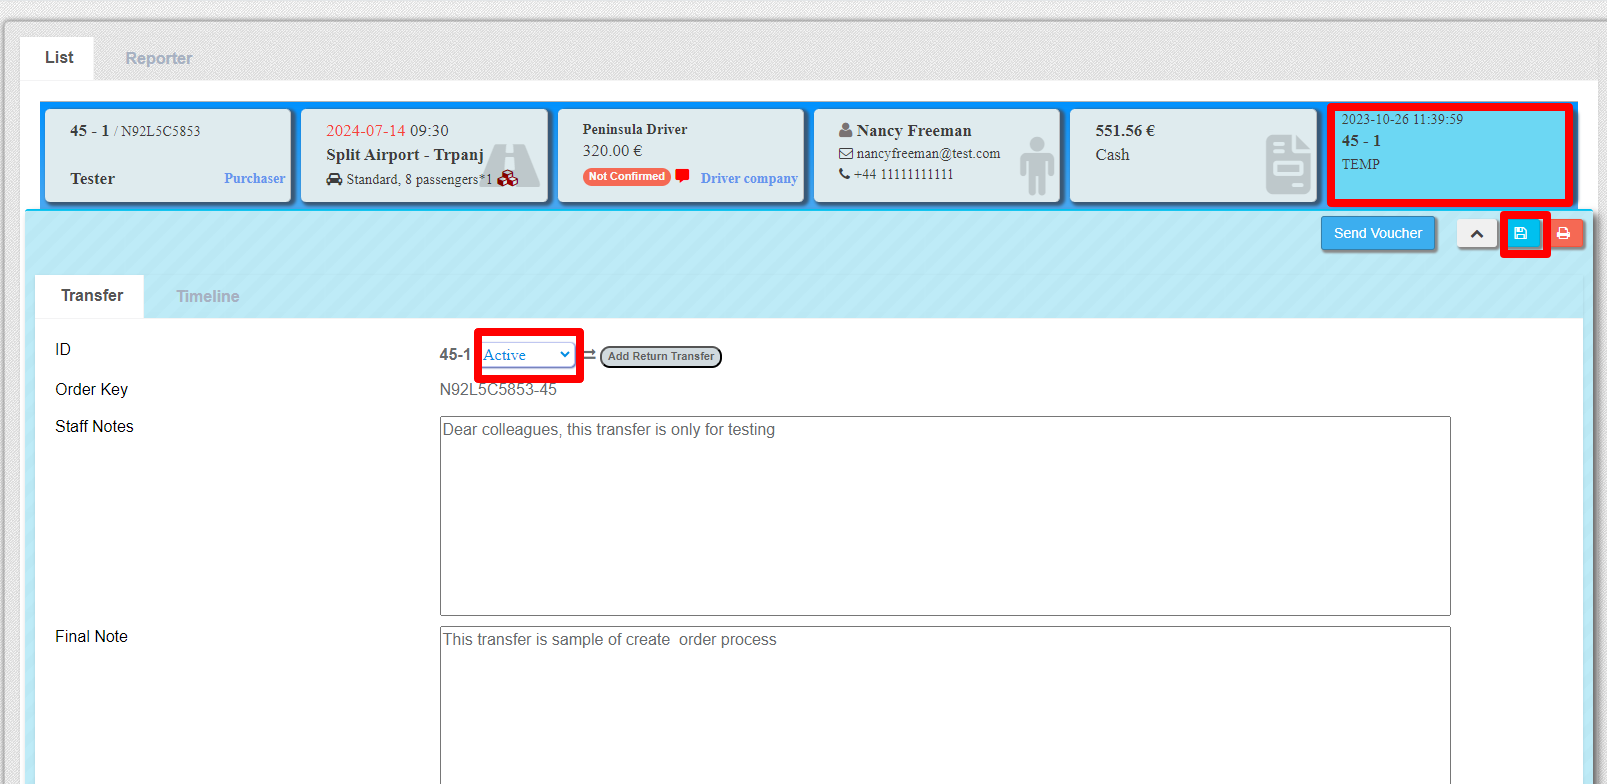 List
Reporter
45 - 1 / N92L5C5853
Tester
Purchaser
2024-07-14 09:30
Split Airport - Trpanj
Standard, 8 passengers*1
Peninsula Driver
320.00 €
Not Confirmed
Driver company
Nancy Freeman
nancyfreeman@test.com
+44 11111111111
551.56 €
Cash
2023-10-26 11:39:59
45 - 1
TEMP
Send Voucher
Transfer
Timeline
ID
45-1 Active Add Return Transfer
Order Key
N92L5C5853-45
Staff Notes
Dear colleagues, this transfer is only for testing
Final Note
This transfer is sample of create  order process